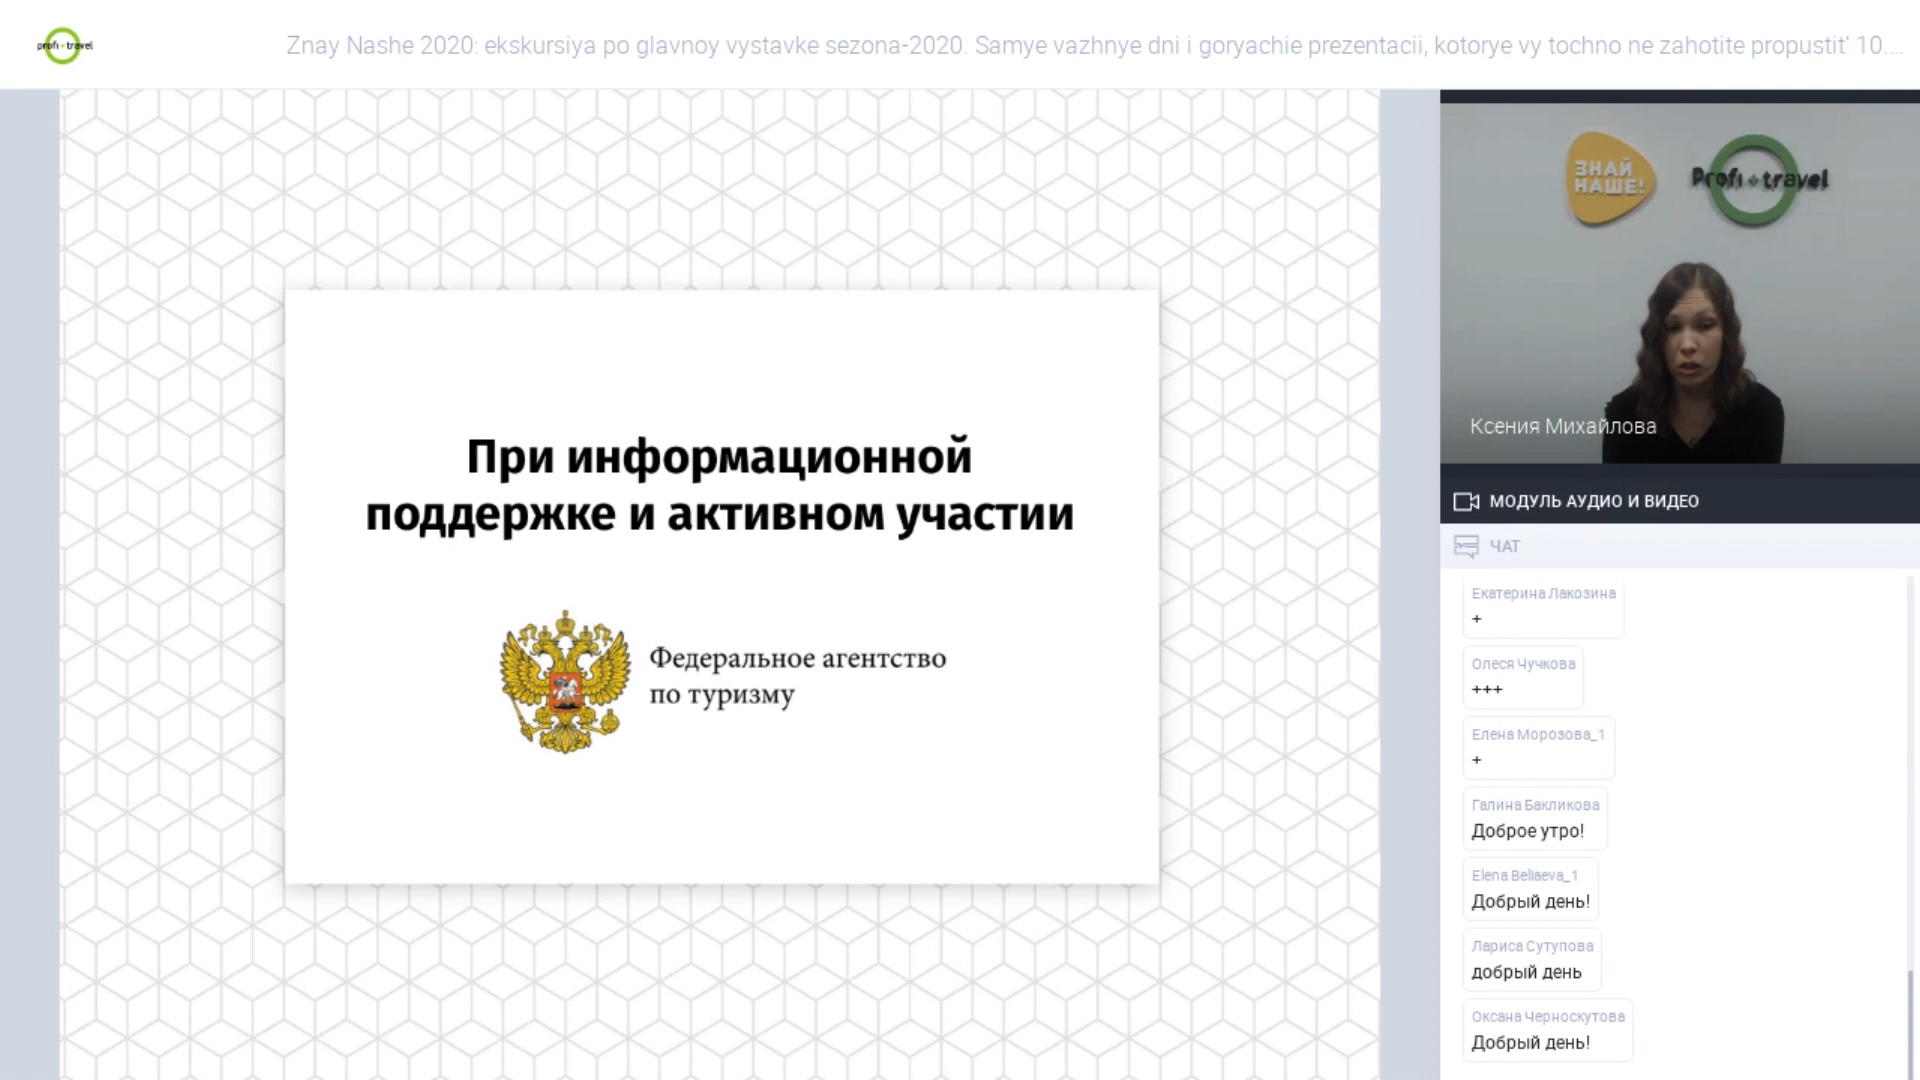 profi travel
Znay Nashe 2020: ekskursiya po glavnoy vystavke sezona-2020. Samye vazhnye dni i goryachie prezentacii, kotorye vy tochno ne zahotite propustit' 10....
При информационной
поддержке и активном участии
Федеральное агентство
по туризму
ЗНАЙ
НАШЕ!
Profi travel
Ксения Михайлова
МОДУЛЬ АУДИО И ВИДЕО
ЧАТ
Екатерина Лакозина
+
Олеся Чучкова
+++
Елена Морозова_1
+
Галина Бакликова
Доброе утро!
Elena Beliaeva_1
Добрый день!
Лариса Сутупова
добрый день
Оксана Черноскутова
Добрый день!